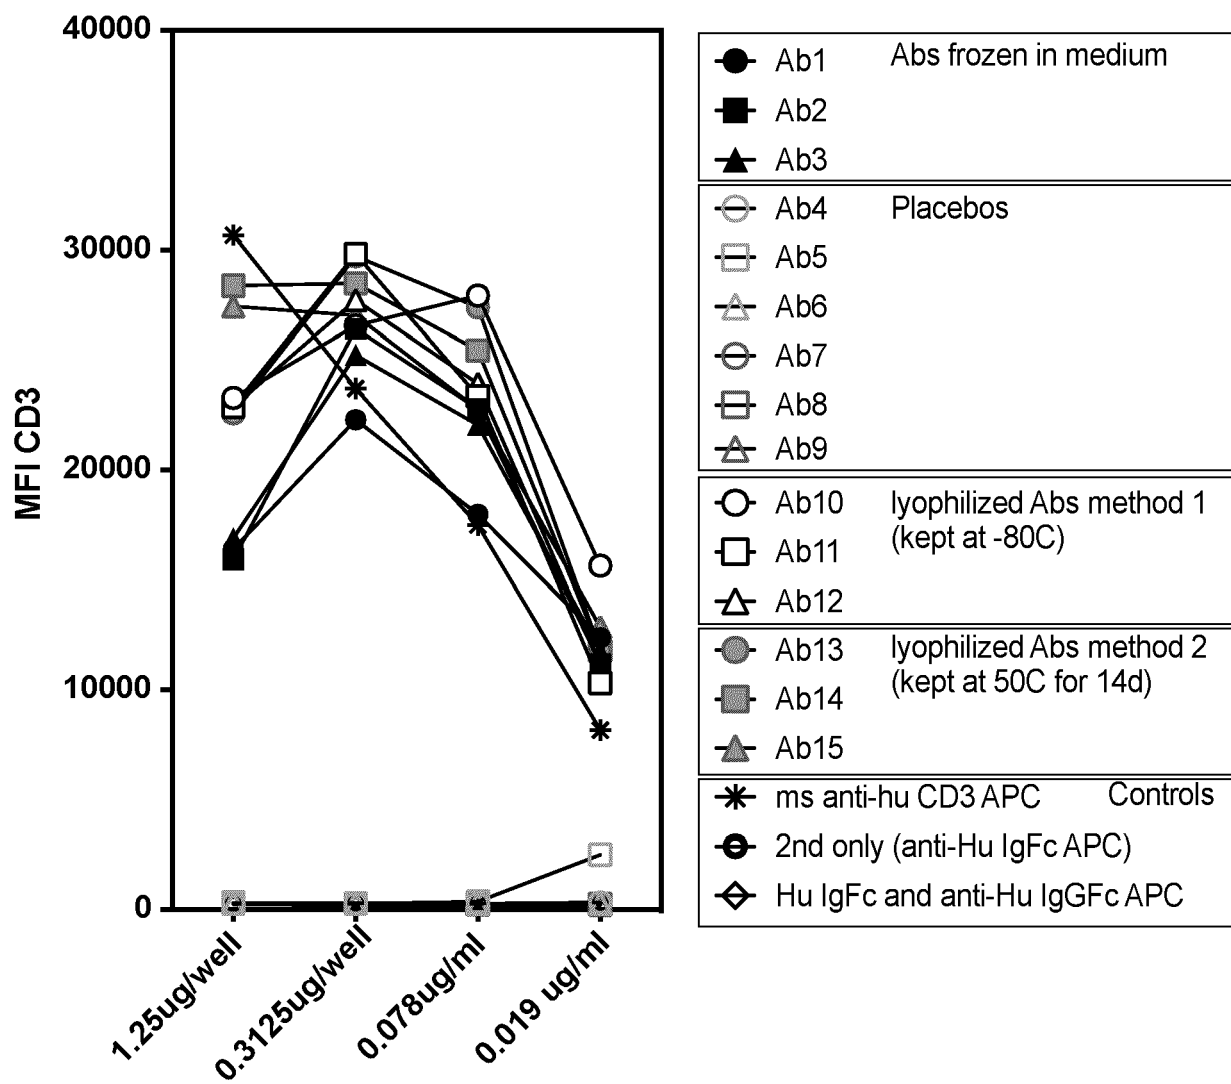 40000
30000
20000
10000
0
MFI CD3
1.25ug/well
0.3125ug/well
0.078ug/ml
0.019 ug/ml
Ab1 Abs frozen in medium
Ab2
Ab3
Ab4 Placebos
Ab5
Ab6
Ab7
Ab8
Ab9
Ab10 lyophilized Abs method 1
(kept at -80C)
Ab11
Ab12
Ab13 lyophilized Abs method 2
(kept at 50C for 14d)
Ab14
Ab15
ms anti-hu CD3 APC Controls
2nd only (anti-Hu IgFc APC)
Hu IgFc and anti-Hu IgGFc APC